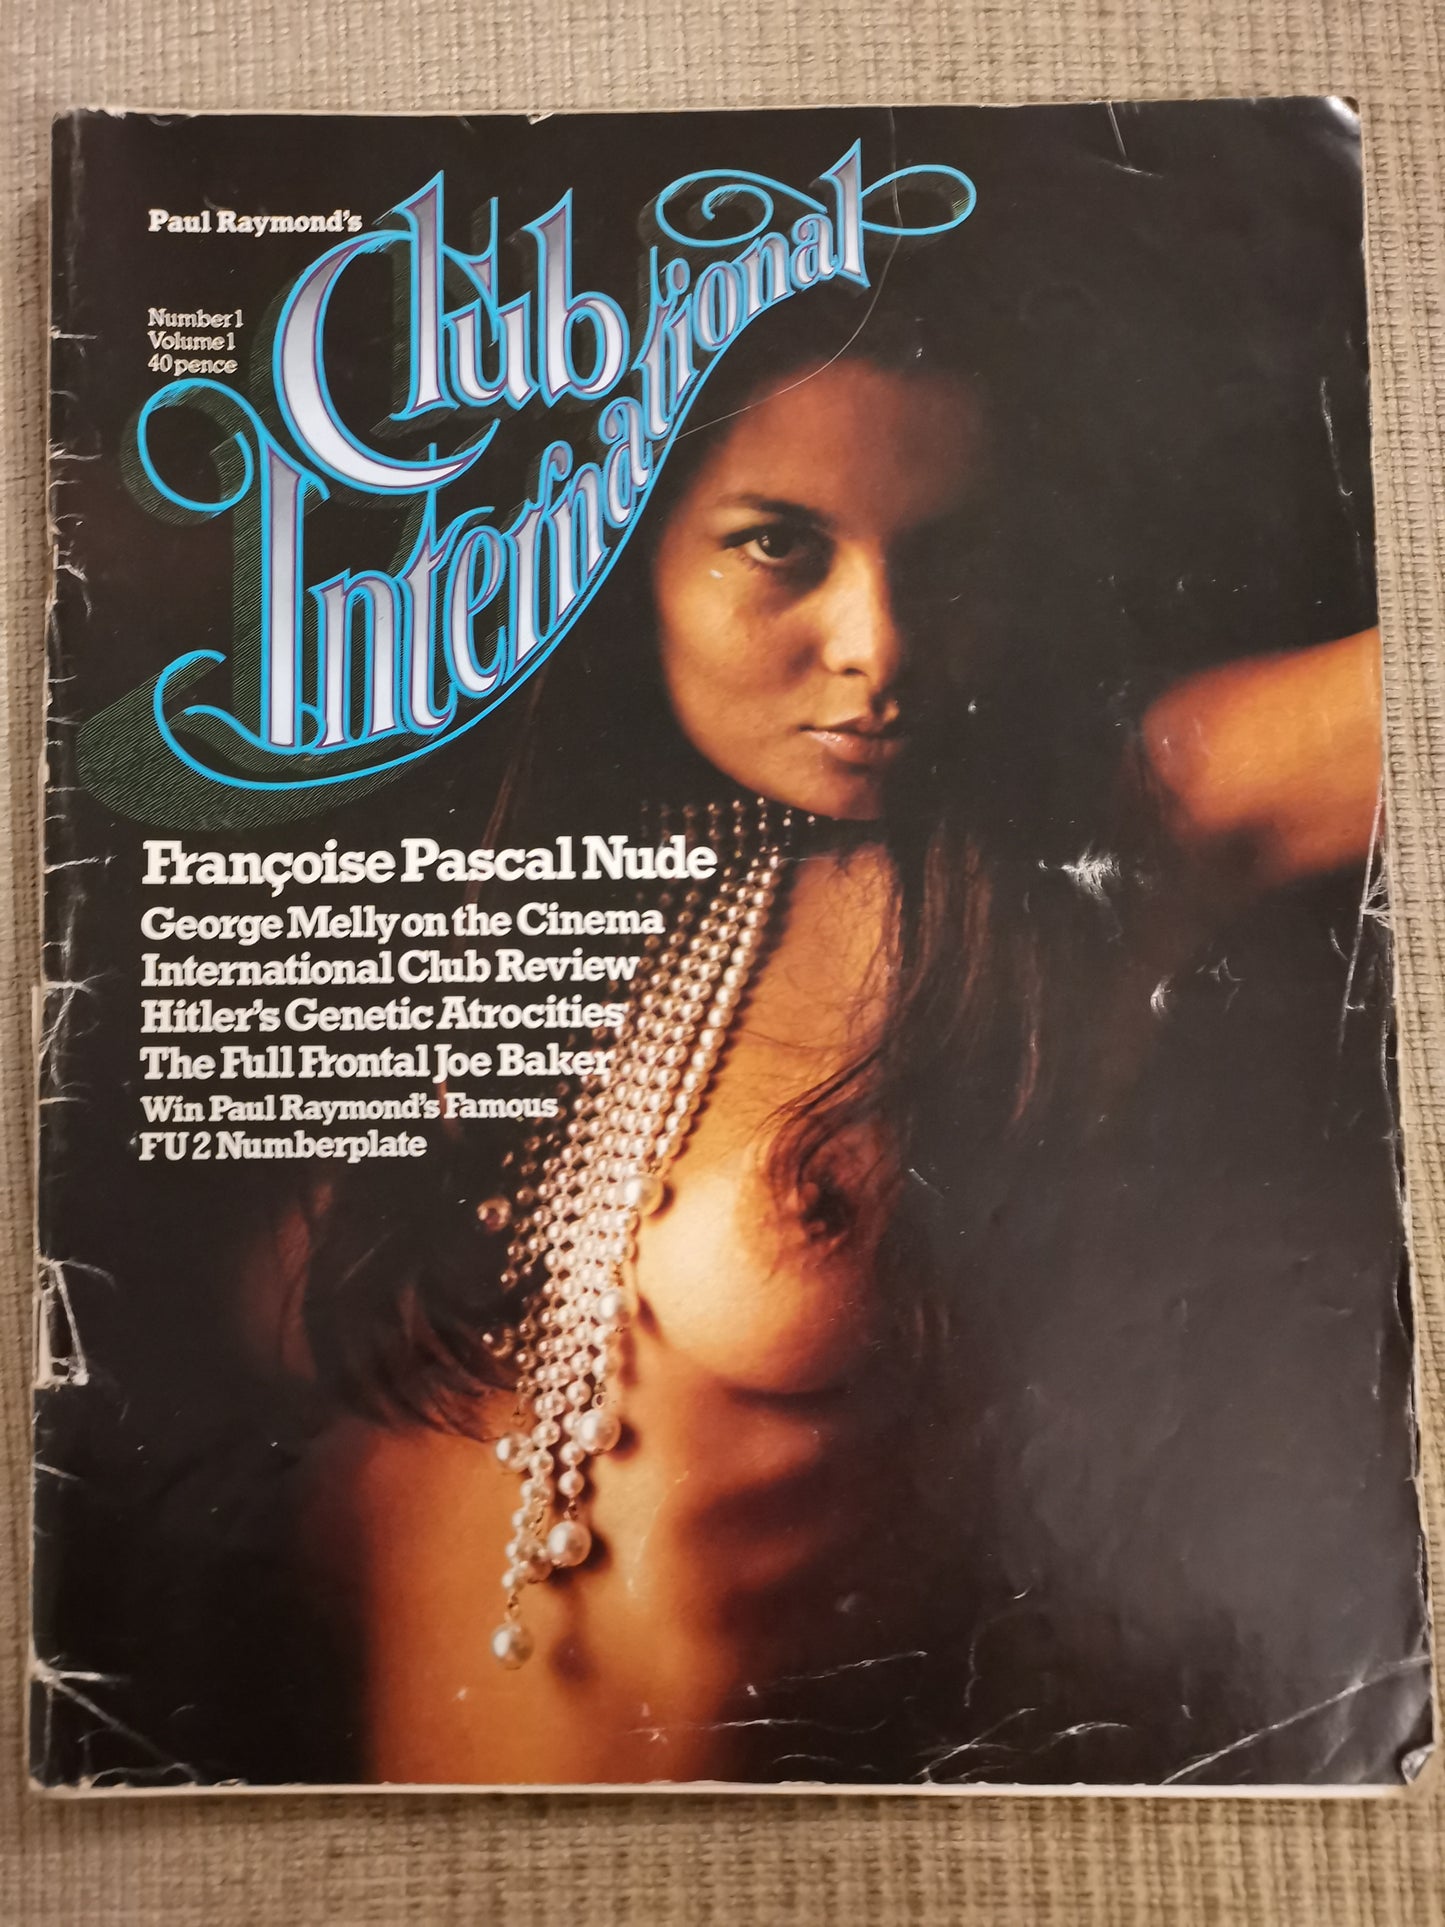 Paul Raymond's
Club
International
Number 1
Volume 1
40 pence
Françoise Pascal Nude
George Melly on the Cinema
International Club Review
Hitler's Genetic Atrocities
The Full Frontal Joe Baker
Win Paul Raymond's Famous
FU 2 Numberplate